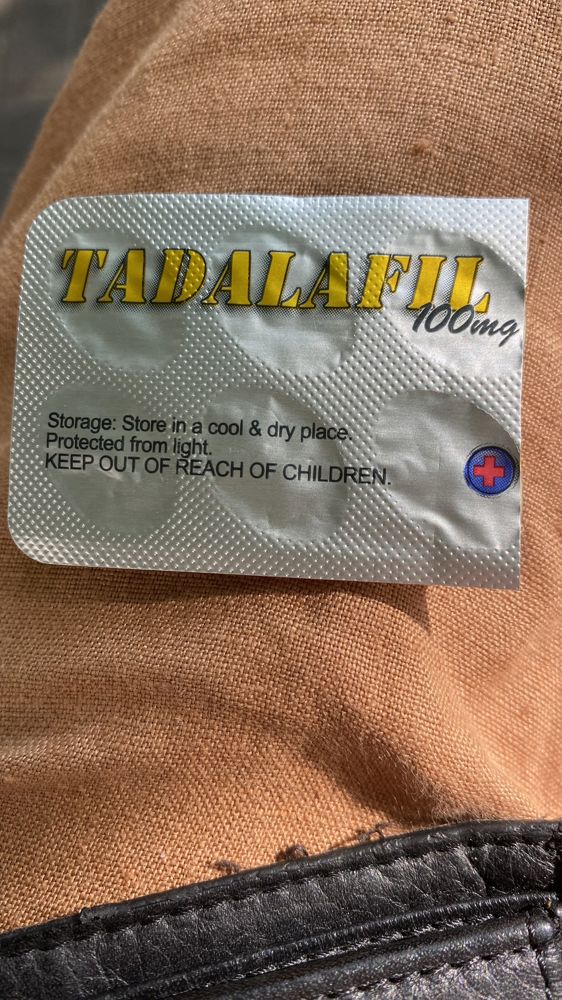 TADALAFIL
100mg
Storage: Store in a cool & dry place.
Protected from light.
KEEP OUT OF REACH OF CHILDREN.